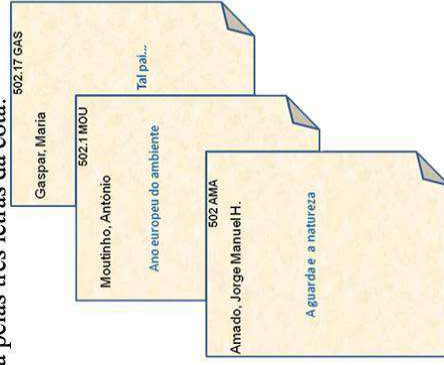 a pelas três letras da cota.
502.17 GAS
Gaspar, Maria
Tal pai...
502.1 MOU
Moutinho, António
Ano europeu do ambiente
502 AMA
Amado, Jorge Manuel H.
A guarda e a natureza